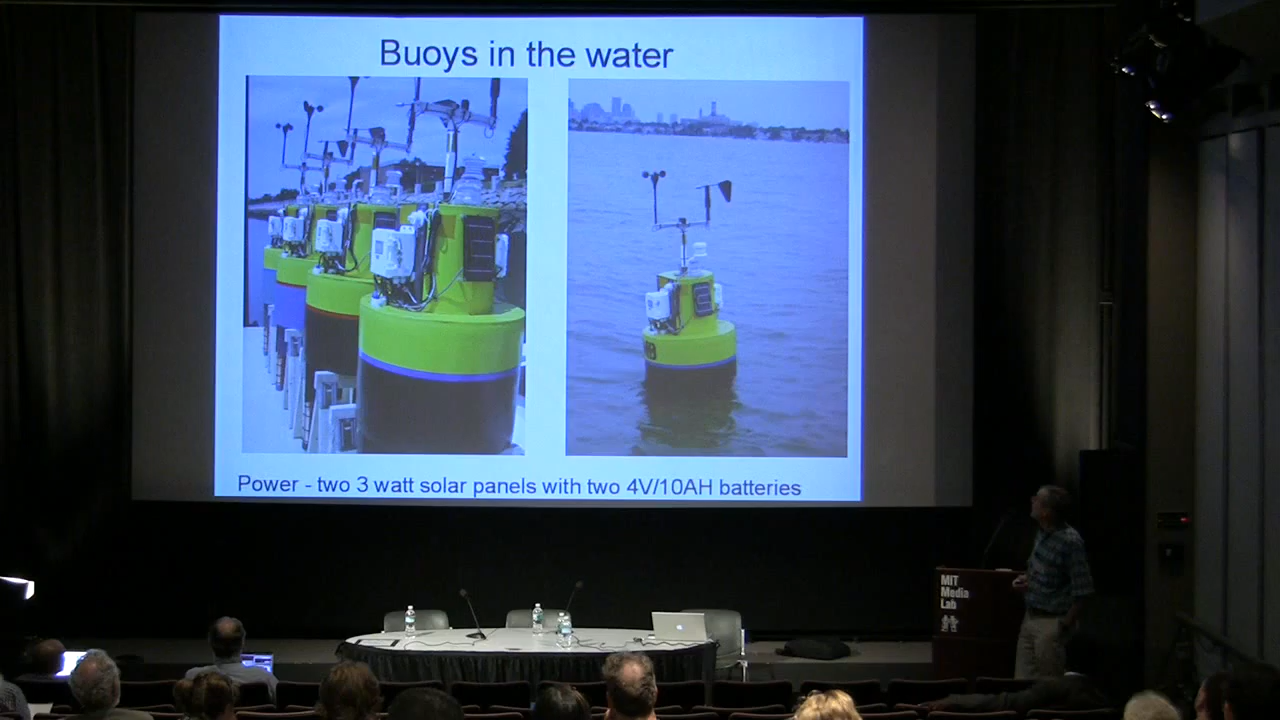 Buoys in the water
Power - two 3 watt solar panels with two 4V/10AH batteries
MIT
Media
Lab